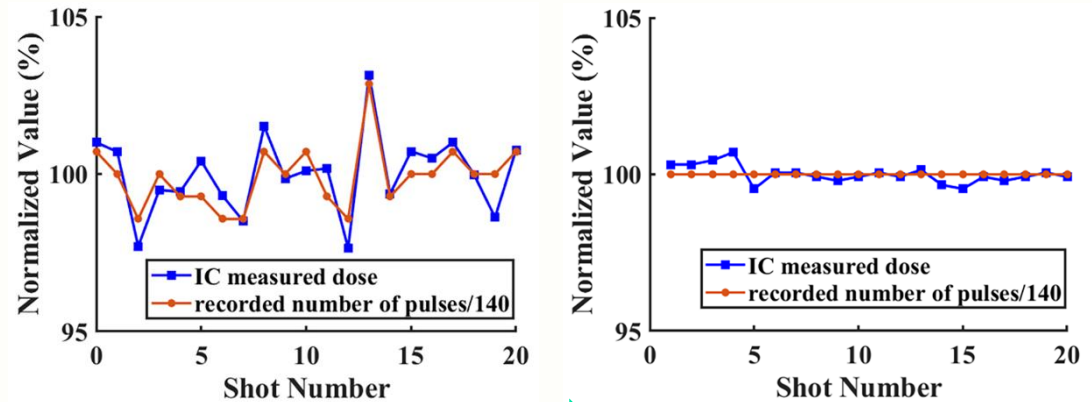 105
100
95
Normalized Value (%)
IC measured dose
recorded number of pulses/140
0 5 10 15 20
Shot Number
105
100
95
Normalized Value (%)
IC measured dose
recorded number of pulses/140
0 5 10 15 20
Shot Number